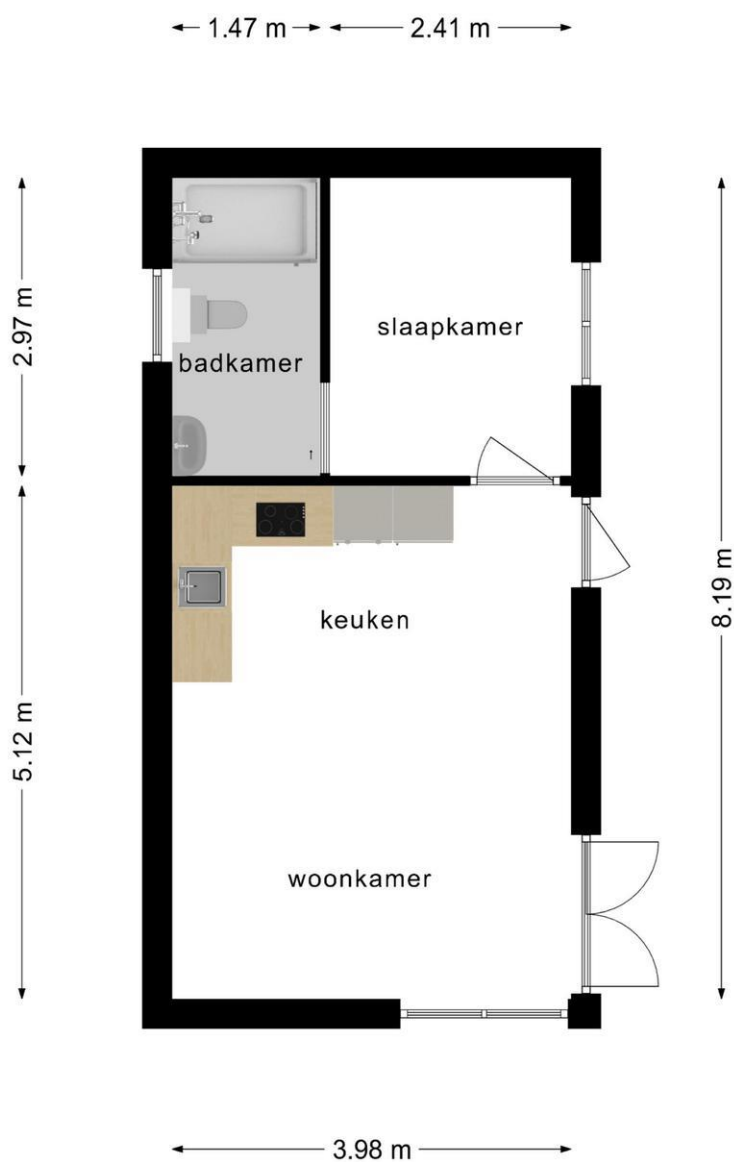 1.47 m
2.41 m
2.97 m
slaapkamer
badkamer
8.19 m
keuken
5.12 m
woonkamer
3.98 m